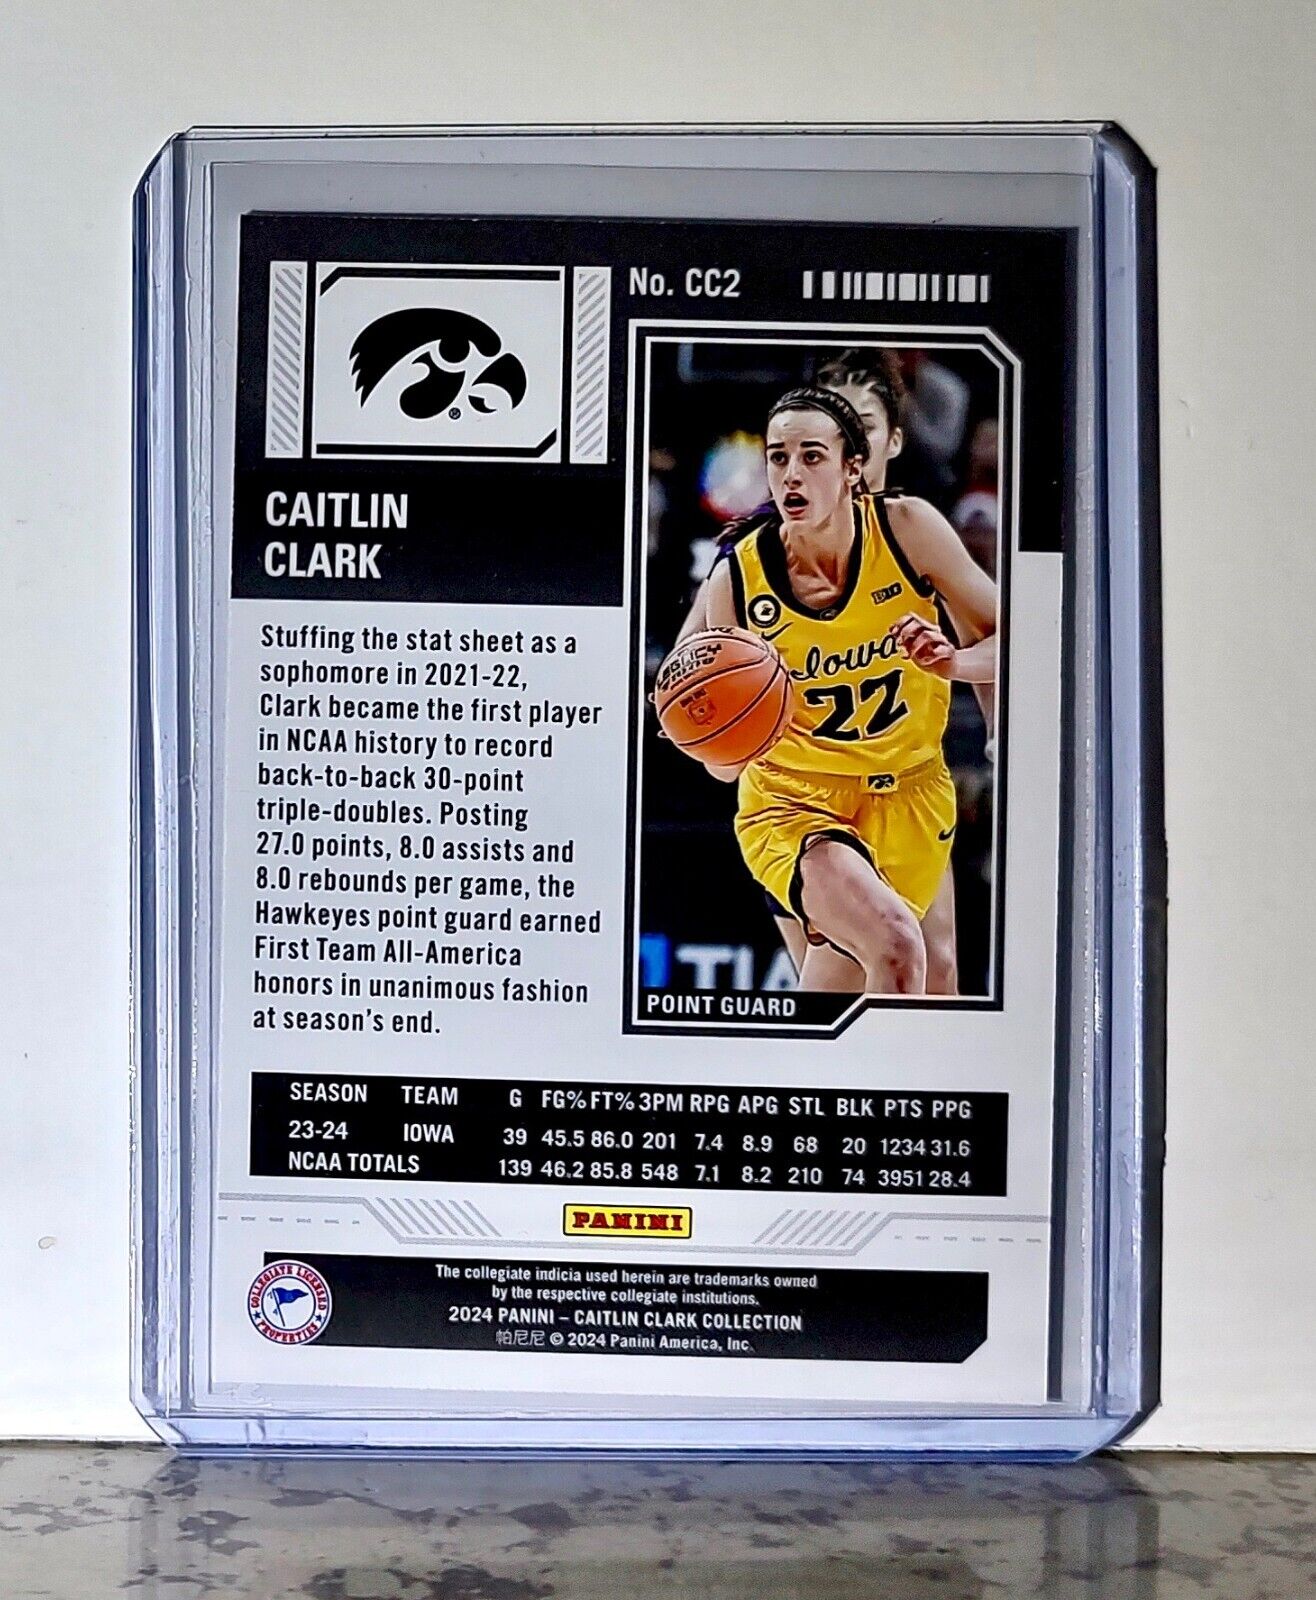 No. CC2
CAITLIN
CLARK
Stuffing the stat sheet as a
sophomore in 2021-22,
Clark became the first player
in NCAA history to record
back-to-back 30-point
triple-doubles. Posting
27.0 points, 8.0 assists and
8.0 rebounds per game, the
Hawkeyes point guard earned
First Team All-America
honors in unanimous fashion
at season's end.
LEGACY
Iowa
22
TIA
POINT GUARD
SEASON TEAM G FG% FT% 3PM RPG APG STL BLK PTS PPG
23-24 IOWA 39 45.5 86.0 201 7.4 8.9 68 20 1234 31.6
NCAA TOTALS 139 46.2 85.8 548 7.1 8.2 210 74 3951 28.4
PANINI
COLLEGIATE LICENSED PROPERTIES
The collegiate indicia used herein are trademarks owned
by the respective collegiate institutions.
2024 PANINI – CAITLIN CLARK COLLECTION
帕尼尼 © 2024 Panini America, Inc.